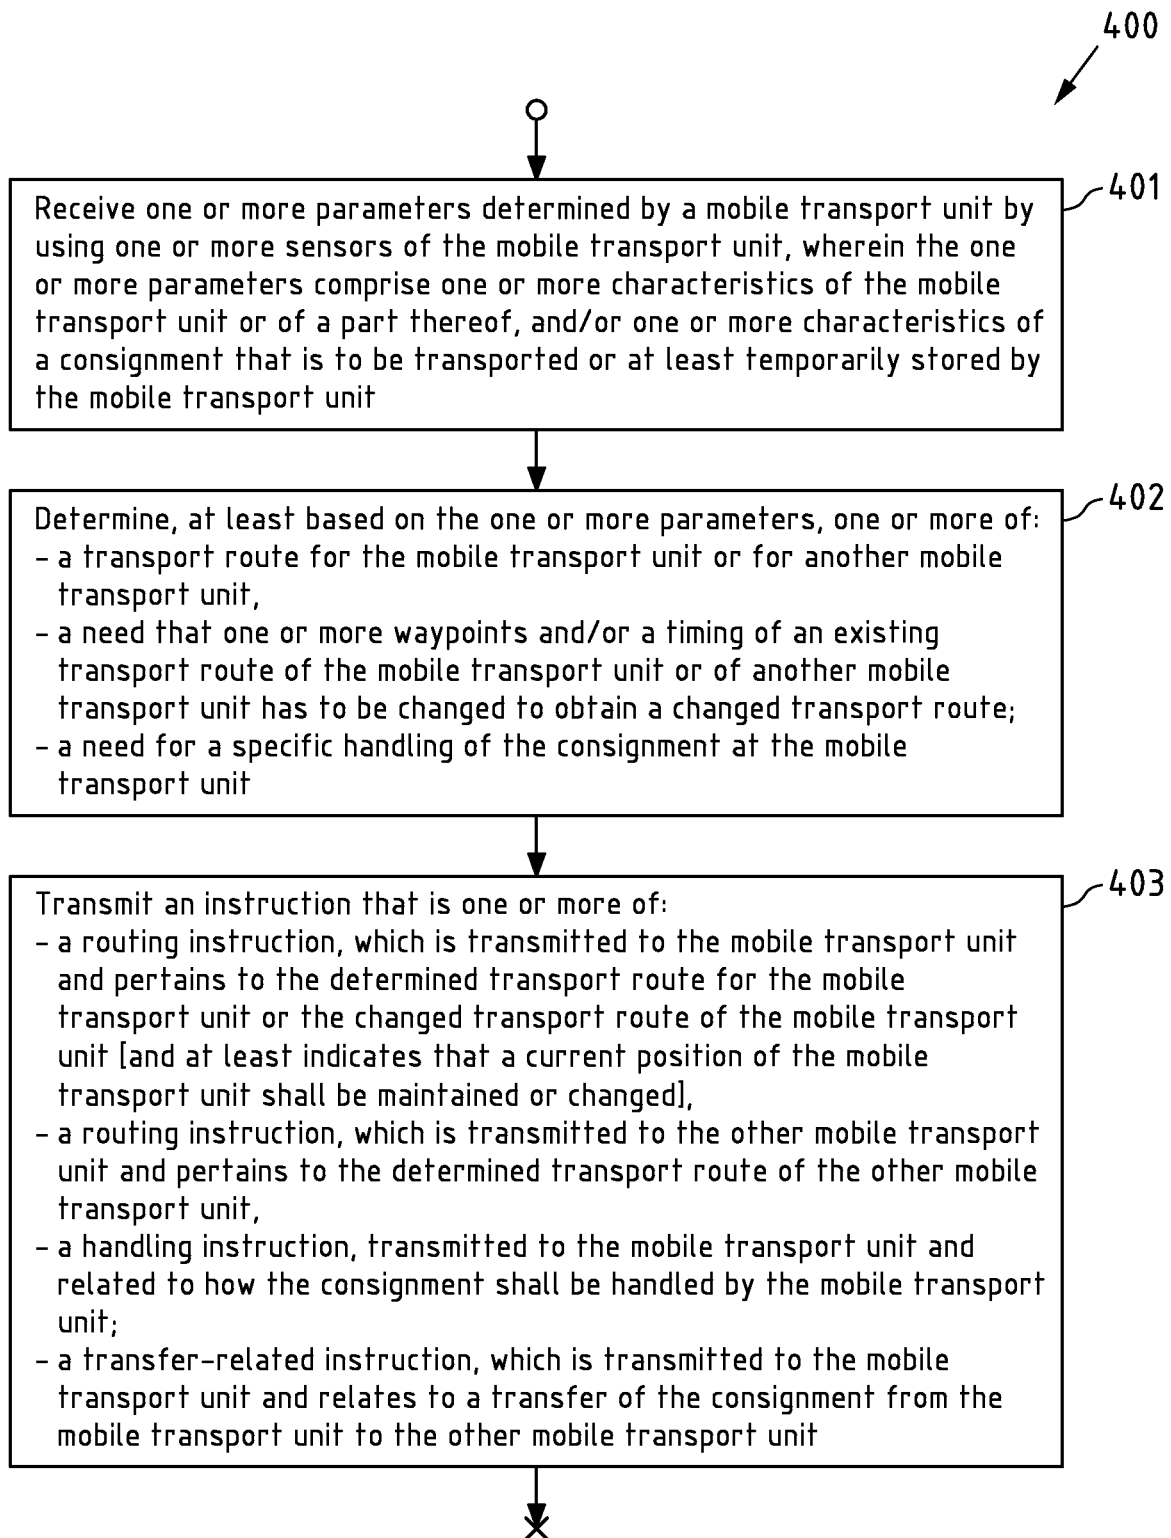 400
401
Receive one or more parameters determined by a mobile transport unit by
using one or more sensors of the mobile transport unit, wherein the one
or more parameters comprise one or more characteristics of the mobile
transport unit or of a part thereof, and/or one or more characteristics of
a consignment that is to be transported or at least temporarily stored by
the mobile transport unit
402
Determine, at least based on the one or more parameters, one or more of:
- a transport route for the mobile transport unit or for another mobile
transport unit,
- a need that one or more waypoints and/or a timing of an existing
transport route of the mobile transport unit or of another mobile
transport unit has to be changed to obtain a changed transport route;
- a need for a specific handling of the consignment at the mobile
transport unit
403
Transmit an instruction that is one or more of:
- a routing instruction, which is transmitted to the mobile transport unit
and pertains to the determined transport route for the mobile
transport unit or the changed transport route of the mobile transport
unit [and at least indicates that a current position of the mobile
transport unit shall be maintained or changed],
- a routing instruction, which is transmitted to the other mobile transport
unit and pertains to the determined transport route of the other mobile
transport unit,
- a handling instruction, transmitted to the mobile transport unit and
related to how the consignment shall be handled by the mobile transport
unit;
- a transfer-related instruction, which is transmitted to the mobile
transport unit and relates to a transfer of the consignment from the
mobile transport unit to the other mobile transport unit